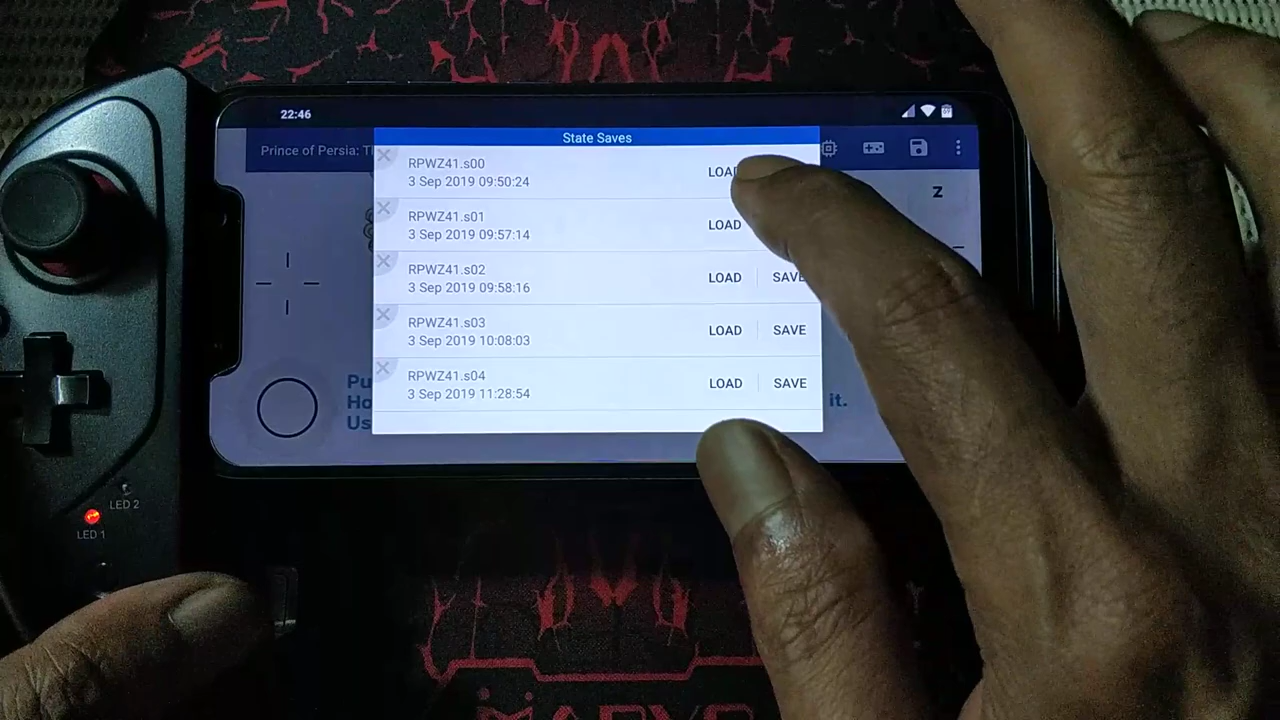 22:46
State Saves
Prince of Persia:
RPWZ41.s00
3 Sep 2019 09:50:24
Z
RPWZ41.s01
3 Sep 2019 09:57:14
LOAD
RPWZ41.s02
3 Sep 2019 09:58:16
LOAD SAVE
RPWZ41.s03
3 Sep 2019 10:08:03
LOAD SAVE
RPWZ41.s04
3 Sep 2019 11:28:54
LOAD SAVE
it.
LED 2
LED 1